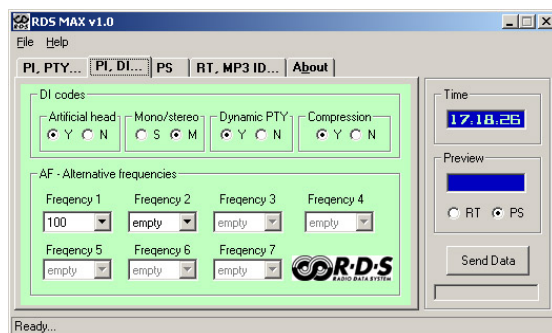 RDS MAX v1.0
File Help
PI, PTY... PI, DI... PS RT, MP3 ID... About
DI codes
Artificial head Mono/stereo Dynamic PTY Compression
Y N S M Y N Y N
AF - Alternative frequencies
Freqency 1 Freqency 2 Freqency 3 Freqency 4
100 empty empty empty
Freqency 5 Freqency 6 Freqency 7
empty empty empty
R·D·S
RADIO DATA SYSTEM
Time
17:18:26
Preview
RT PS
Send Data
Ready...